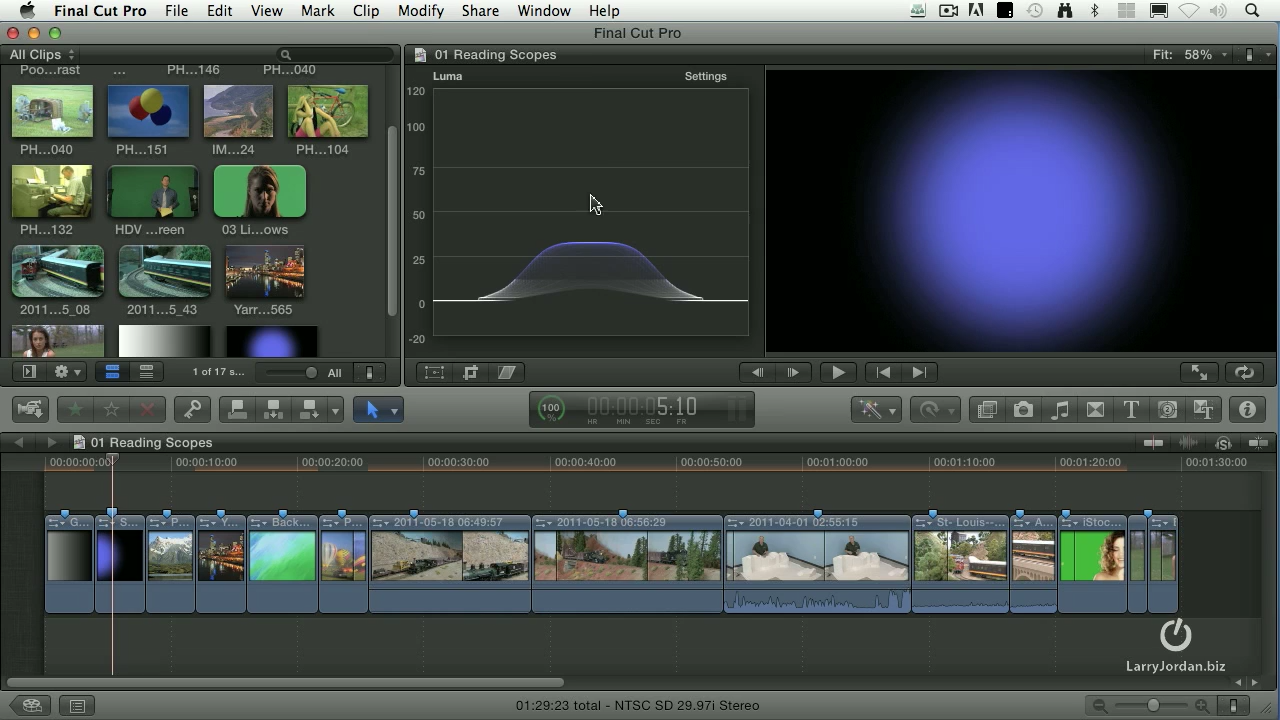 Final Cut Pro File Edit View Mark Clip Modify Share Window Help
Final Cut Pro
All Clips
01 Reading Scopes
Fit: 58%
Poo...rast ... PH...146 PH...040
PH...040 PH...151 IM...24 PH...104
PH...132 HDV ...reen 03 Li...ows
2011...5_08 2011...5_43 Yarr...565
1 of 17 s... All
Luma Settings
120
100
75
50
25
0
-20
100 00:00:05:10
HR MIN SEC FR
01 Reading Scopes
00:00:00:00 00:00:10:00 00:00:20:00 00:00:30:00 00:00:40:00 00:00:50:00 00:01:00:00 00:01:10:00 00:01:20:00 00:01:30:00
G... S... P... Y... Back... P... 2011-05-18 06:49:57 2011-05-18 06:56:29 2011-04-01 02:55:15 St- Louis--... A... iStoc...
LarryJordan.biz
01:29:23 total - NTSC SD 29.97i Stereo